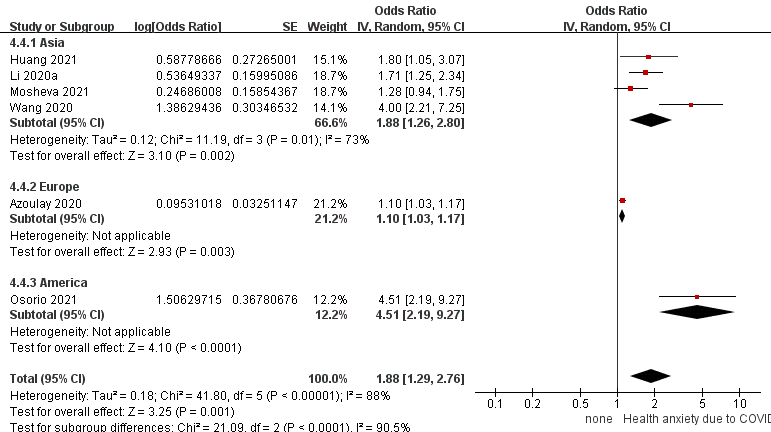 Odds Ratio Odds Ratio
Study or Subgroup log[Odds Ratio] SE Weight IV, Random, 95% CI IV, Random, 95% CI
4.4.1 Asia
Huang 2021 0.58778666 0.27265001 15.1% 1.80 [1.05, 3.07]
Li 2020a 0.53649337 0.15995086 18.7% 1.71 [1.25, 2.34]
Mosheva 2021 0.24686008 0.15854367 18.7% 1.28 [0.94, 1.75]
Wang 2020 1.38629436 0.30346532 14.1% 4.00 [2.21, 7.25]
Subtotal (95% CI) 66.6% 1.88 [1.26, 2.80]
Heterogeneity: Tau² = 0.12; Chi² = 11.19, df = 3 (P = 0.01); I² = 73%
Test for overall effect: Z = 3.10 (P = 0.002)
4.4.2 Europe
Azoulay 2020 0.09531018 0.03251147 21.2% 1.10 [1.03, 1.17]
Subtotal (95% CI) 21.2% 1.10 [1.03, 1.17]
Heterogeneity: Not applicable
Test for overall effect: Z = 2.93 (P = 0.003)
4.4.3 America
Osorio 2021 1.50629715 0.36780676 12.2% 4.51 [2.19, 9.27]
Subtotal (95% CI) 12.2% 4.51 [2.19, 9.27]
Heterogeneity: Not applicable
Test for overall effect: Z = 4.10 (P < 0.0001)
Total (95% CI) 100.0% 1.88 [1.29, 2.76]
Heterogeneity: Tau² = 0.18; Chi² = 41.80, df = 5 (P < 0.00001); I² = 88%
Test for overall effect: Z = 3.25 (P = 0.001)
Test for subgroup differences: Chi² = 21.09, df = 2 (P < 0.0001), I² = 90.5%
0.1 0.2 0.5 1 2 5 10
none Health anxiety due to COVID